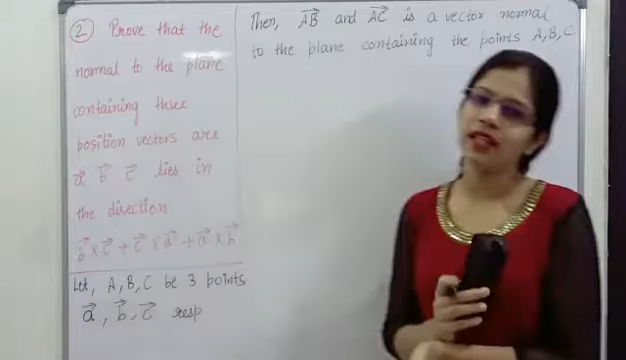 ② Prove that the
normal to the plane
containing three
position vectors are
a⃗ b⃗ c⃗ lies in
the direction
b⃗ × c⃗ + c⃗ × a⃗ + a⃗ × b⃗
Let, A, B, C be 3 points
a⃗, b⃗, c⃗ resp
Then, AB⃗ and AC⃗ is a vector normal
to the plane containing the points A, B, C.